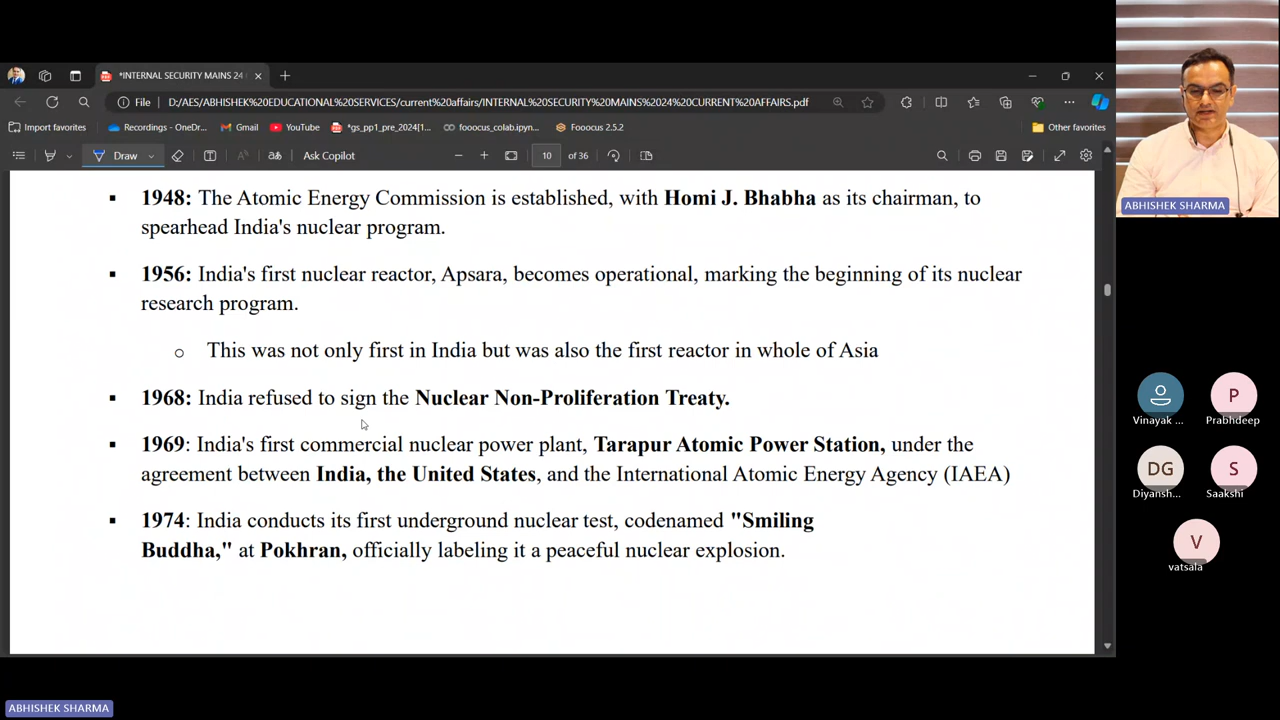 *INTERNAL SECURITY MAINS 24
File D:/AES/ABHISHEK%20EDUCATIONAL%20SERVICES/current%20affairs/INTERNAL%20SECURITY%20MAINS%202024%20CURRENT%20AFFAIRS.pdf
Import favorites Recordings - OneDr... Gmail YouTube *gs_pp1_pre_2024[1... fooocus_colab.ipyn... Fooocus 2.5.2 Other favorites
Draw Ask Copilot 10 of 36
▪ 1948: The Atomic Energy Commission is established, with Homi J. Bhabha as its chairman, to
spearhead India's nuclear program.
▪ 1956: India's first nuclear reactor, Apsara, becomes operational, marking the beginning of its nuclear
research program.
o This was not only first in India but was also the first reactor in whole of Asia
▪ 1968: India refused to sign the Nuclear Non-Proliferation Treaty.
▪ 1969: India's first commercial nuclear power plant, Tarapur Atomic Power Station, under the
agreement between India, the United States, and the International Atomic Energy Agency (IAEA)
▪ 1974: India conducts its first underground nuclear test, codenamed "Smiling
Buddha," at Pokhran, officially labeling it a peaceful nuclear explosion.
ABHISHEK SHARMA
Vinayak ...
P
Prabhdeep
DG
Diyansh...
S
Saakshi
V
vatsala
ABHISHEK SHARMA